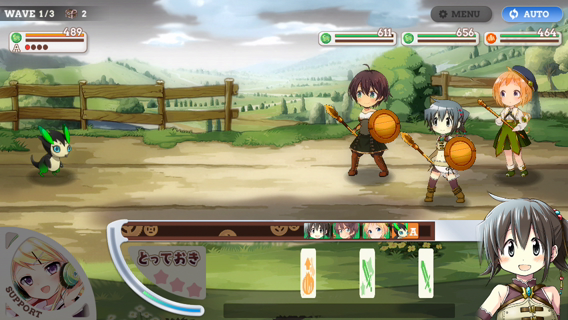 WAVE 1/3 2
MENU
AUTO
489
611
656
464
A
A
とっておき
SUPPORT